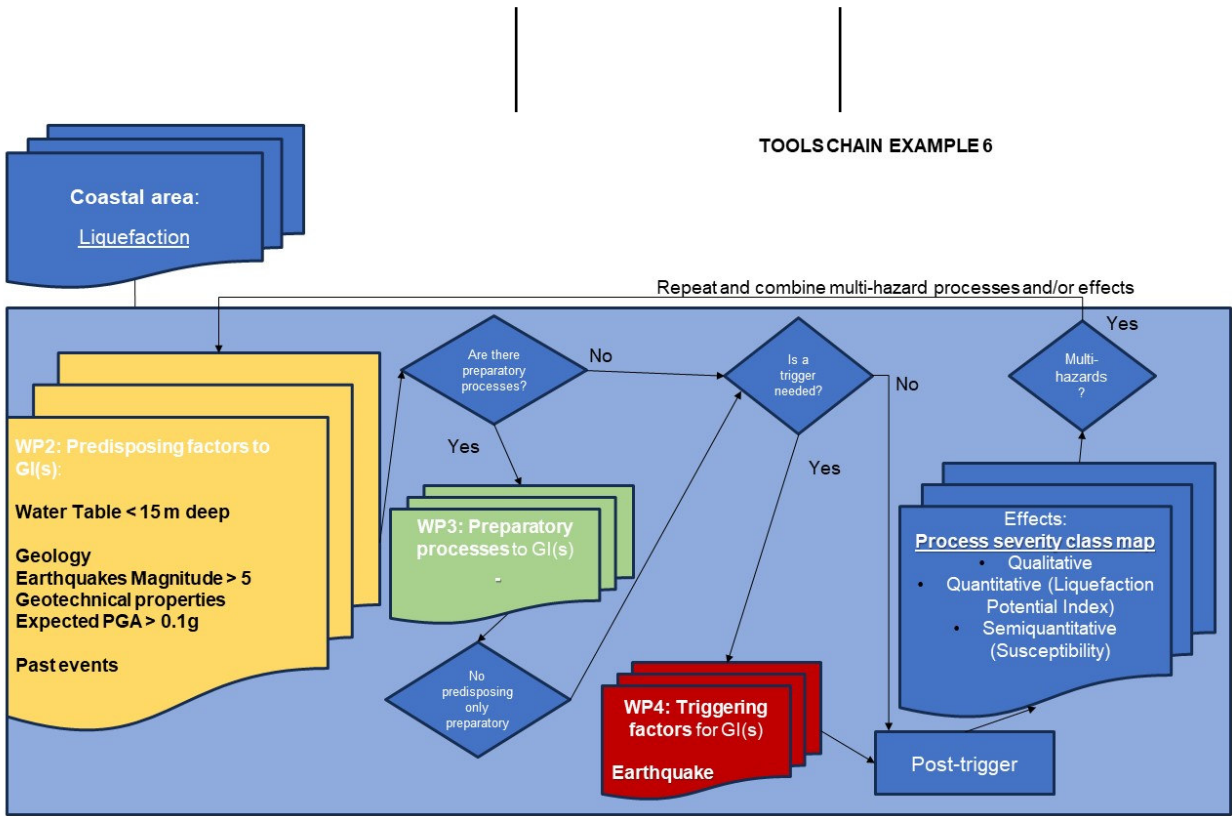 TOOLS CHAIN EXAMPLE 6
Coastal area:
Liquefaction
Repeat and combine multi-hazard processes and/or effects
Yes
Are there
preparatory
processes?
No
Is a
trigger
needed?
No
Multi-
hazards
?
WP2: Predisposing factors to
GI(s):
Water Table < 15 m deep
Geology
Earthquakes Magnitude > 5
Geotechnical properties
Expected PGA > 0.1g
Past events
Yes
WP3: Preparatory
processes to GI(s)
-
No
predisposing
only
preparatory
Yes
WP4: Triggering
factors for GI(s)
Earthquake
Effects:
Process severity class map
• Qualitative
• Quantitative (Liquefaction
Potential Index)
• Semiquantitative
(Susceptibility)
Post-trigger